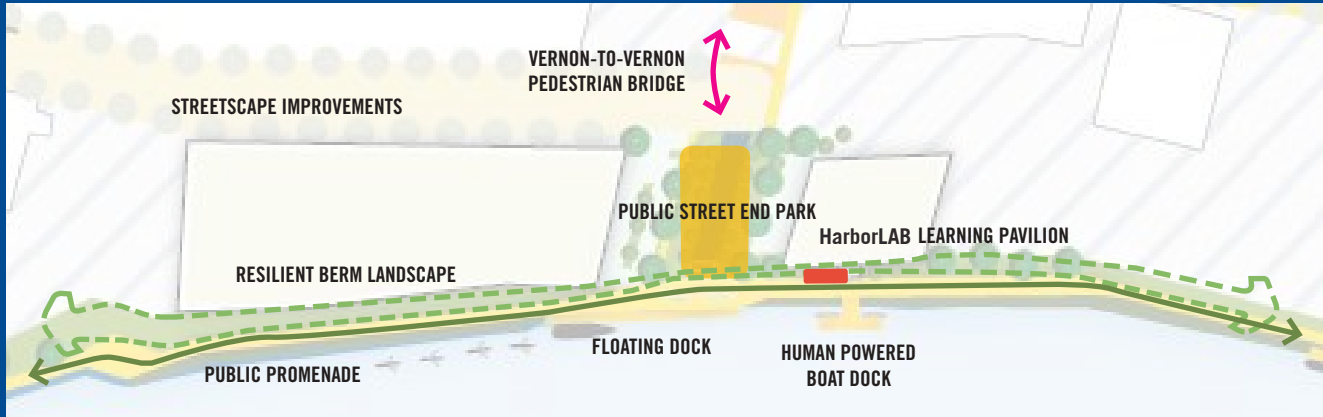 VERNON-TO-VERNON
PEDESTRIAN BRIDGE
STREETSCAPE IMPROVEMENTS
PUBLIC STREET END PARK
HarborLAB LEARNING PAVILION
RESILIENT BERM LANDSCAPE
FLOATING DOCK
HUMAN POWERED
BOAT DOCK
PUBLIC PROMENADE